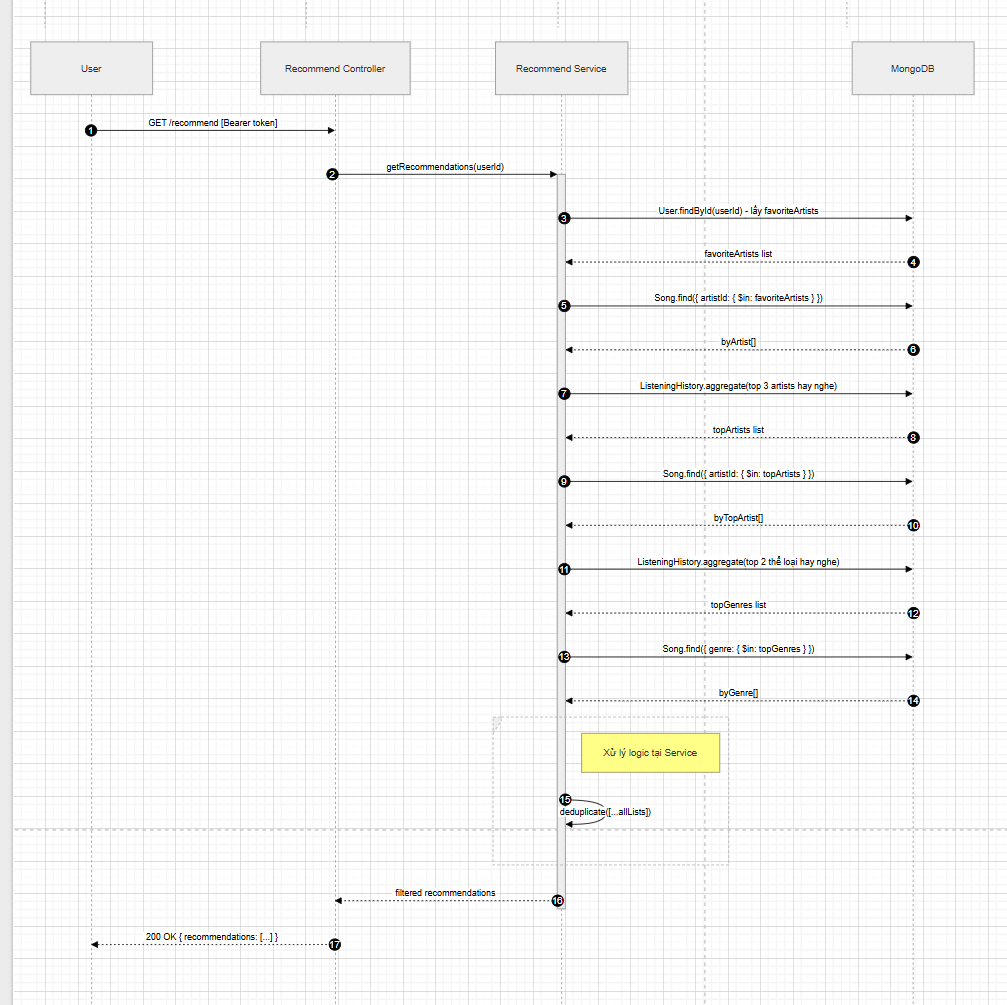 User
Recommend Controller
Recommend Service
MongoDB
1
GET /recommend [Bearer token]
2
getRecommendations(userId)
3
User.findById(userId) - lấy favoriteArtists
favoriteArtists list
4
5
Song.find({ artistId: { $in: favoriteArtists } })
byArtist[]
6
7
ListeningHistory.aggregate(top 3 artists hay nghe)
topArtists list
8
9
Song.find({ artistId: { $in: topArtists } })
byTopArtist[]
10
11
ListeningHistory.aggregate(top 2 thể loại hay nghe)
topGenres list
12
13
Song.find({ genre: { $in: topGenres } })
byGenre[]
14
Xử lý logic tại Service
15
deduplicate([...allLists])
filtered recommendations
16
200 OK { recommendations: [...] }
17